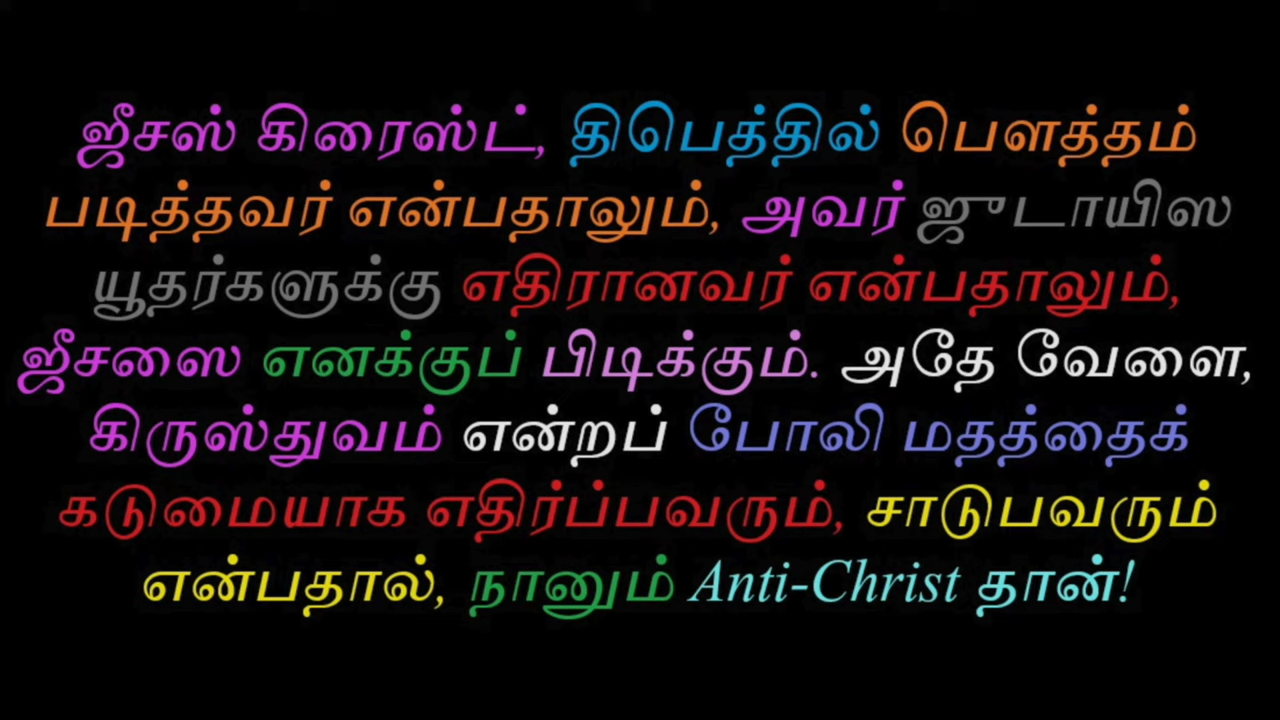 ஜீசஸ் கிரைஸ்ட், திபெத்தில் பௌத்தம்
படித்தவர் என்பதாலும், அவர் ஜுடாயிஸ
யூதர்களுக்கு எதிரானவர் என்பதாலும்,
ஜீசஸை எனக்குப் பிடிக்கும். அதே வேளை,
கிருஸ்துவம் என்றப் போலி மதத்தைக்
கடுமையாக எதிர்ப்பவரும், சாடுபவரும்
என்பதால், நானும் Anti-Christ தான்!